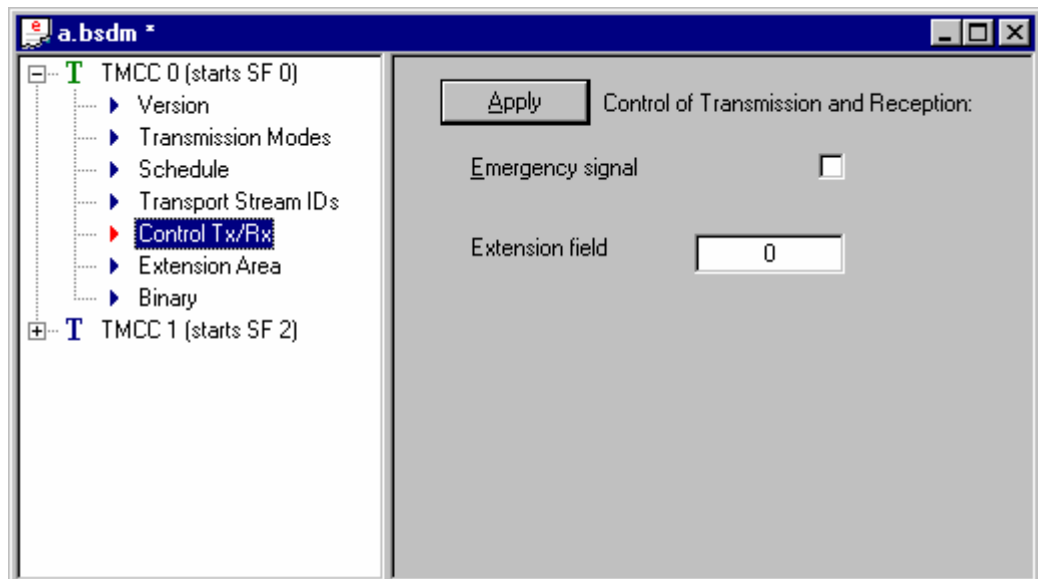 a.bsdm *
T TMCC 0 (starts SF 0)
Version
Transmission Modes
Schedule
Transport Stream IDs
Control Tx/Rx
Extension Area
Binary
T TMCC 1 (starts SF 2)
Apply Control of Transmission and Reception:
Emergency signal
Extension field 0